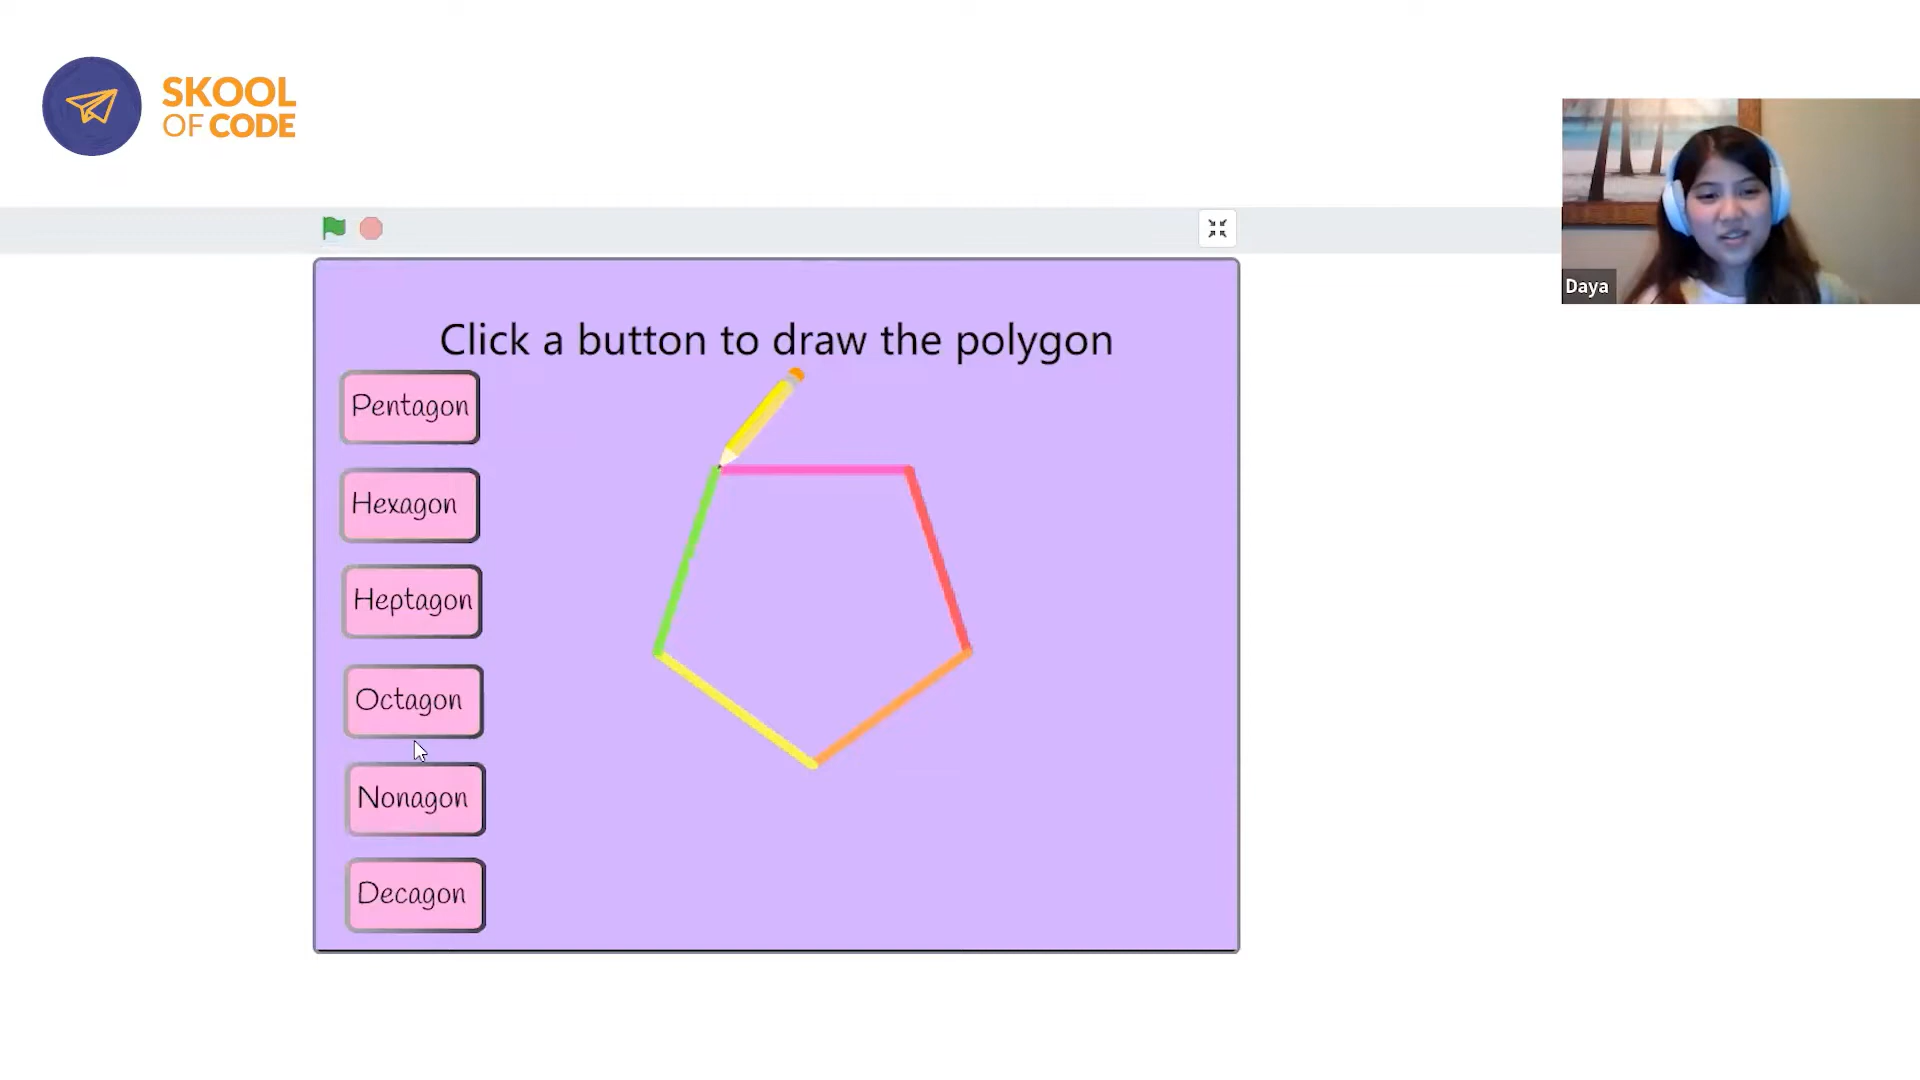 SKOOL
OF CODE
Daya
Click a button to draw the polygon
Pentagon
Hexagon
Heptagon
Octagon
Nonagon
Decagon